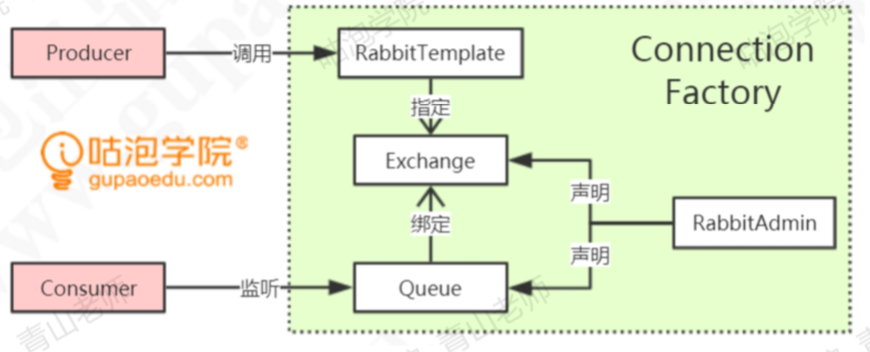 Producer
调用
RabbitTemplate
Connection
Factory
指定
咕泡学院®
gupaoedu.com
Exchange
声明
绑定
RabbitAdmin
声明
Consumer
监听
Queue
咕泡学院
青山老师
青山老师